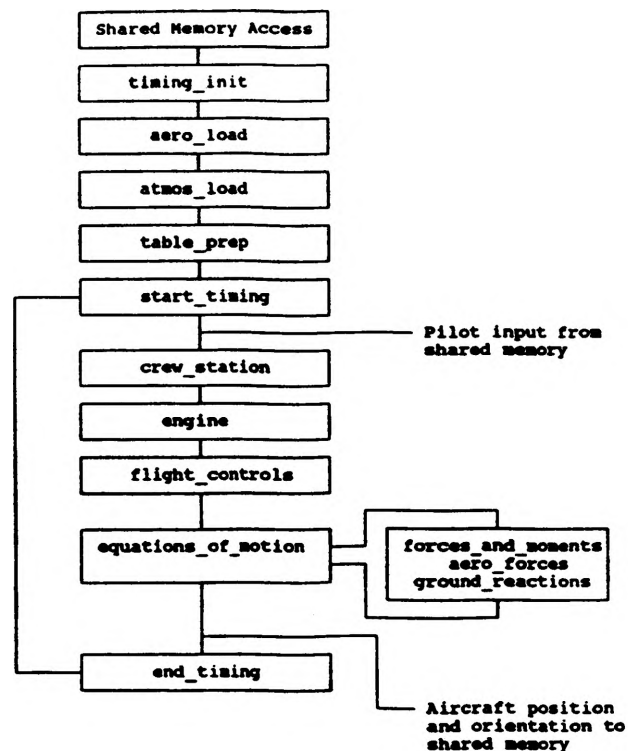 Shared Memory Access
timing_init
aero_load
atmos_load
table_prep
start_timing
Pilot input from
shared memory
crew_station
engine
flight_controls
equations_of_motion
forces_and_moments
aero_forces
ground_reactions
end_timing
Aircraft position
and orientation to
shared memory